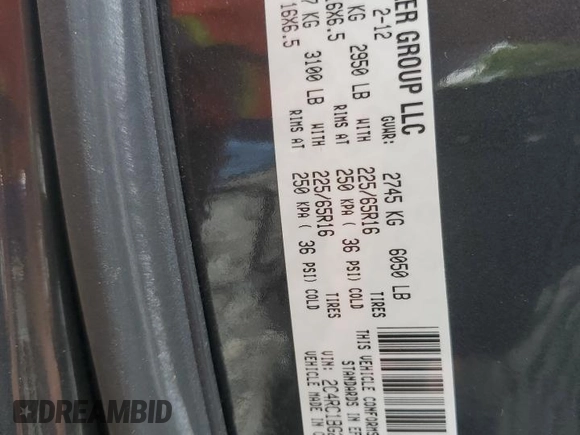 ER GROUP LLC
2-12 GVWR: 2745 KG 6050 LB
KG 2950 LB WITH 225/65R16 TIRES
16X6.5 RIMS AT 250 KPA ( 36 PSI) COLD
KG 3100 LB WITH 225/65R16 TIRES
16X6.5 RIMS AT 250 KPA ( 36 PSI) COLD
THIS VEHICLE CONFORMS
STANDARDS IN EF
VIN: 2C4RC1BG
VEHICLE MADE IN
DREAMBID